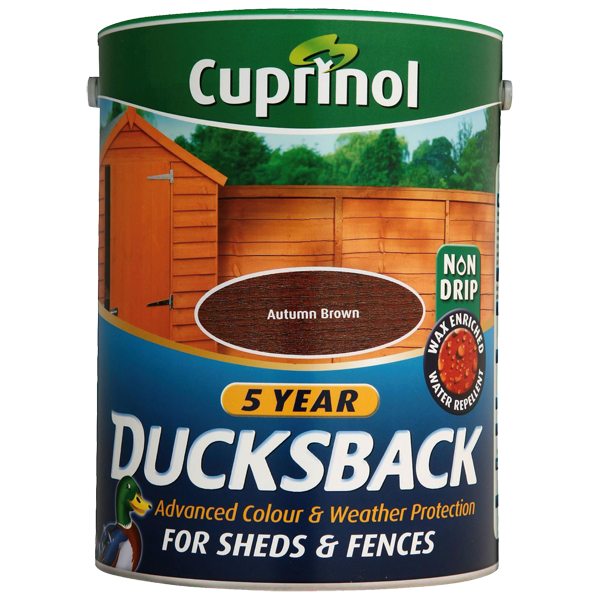 Cuprinol
NON
DRIP
Autumn Brown
WAX ENRICHED
WATER REPELLENT
5 YEAR
DUCKSBACK
Advanced Colour & Weather Protection
FOR SHEDS & FENCES